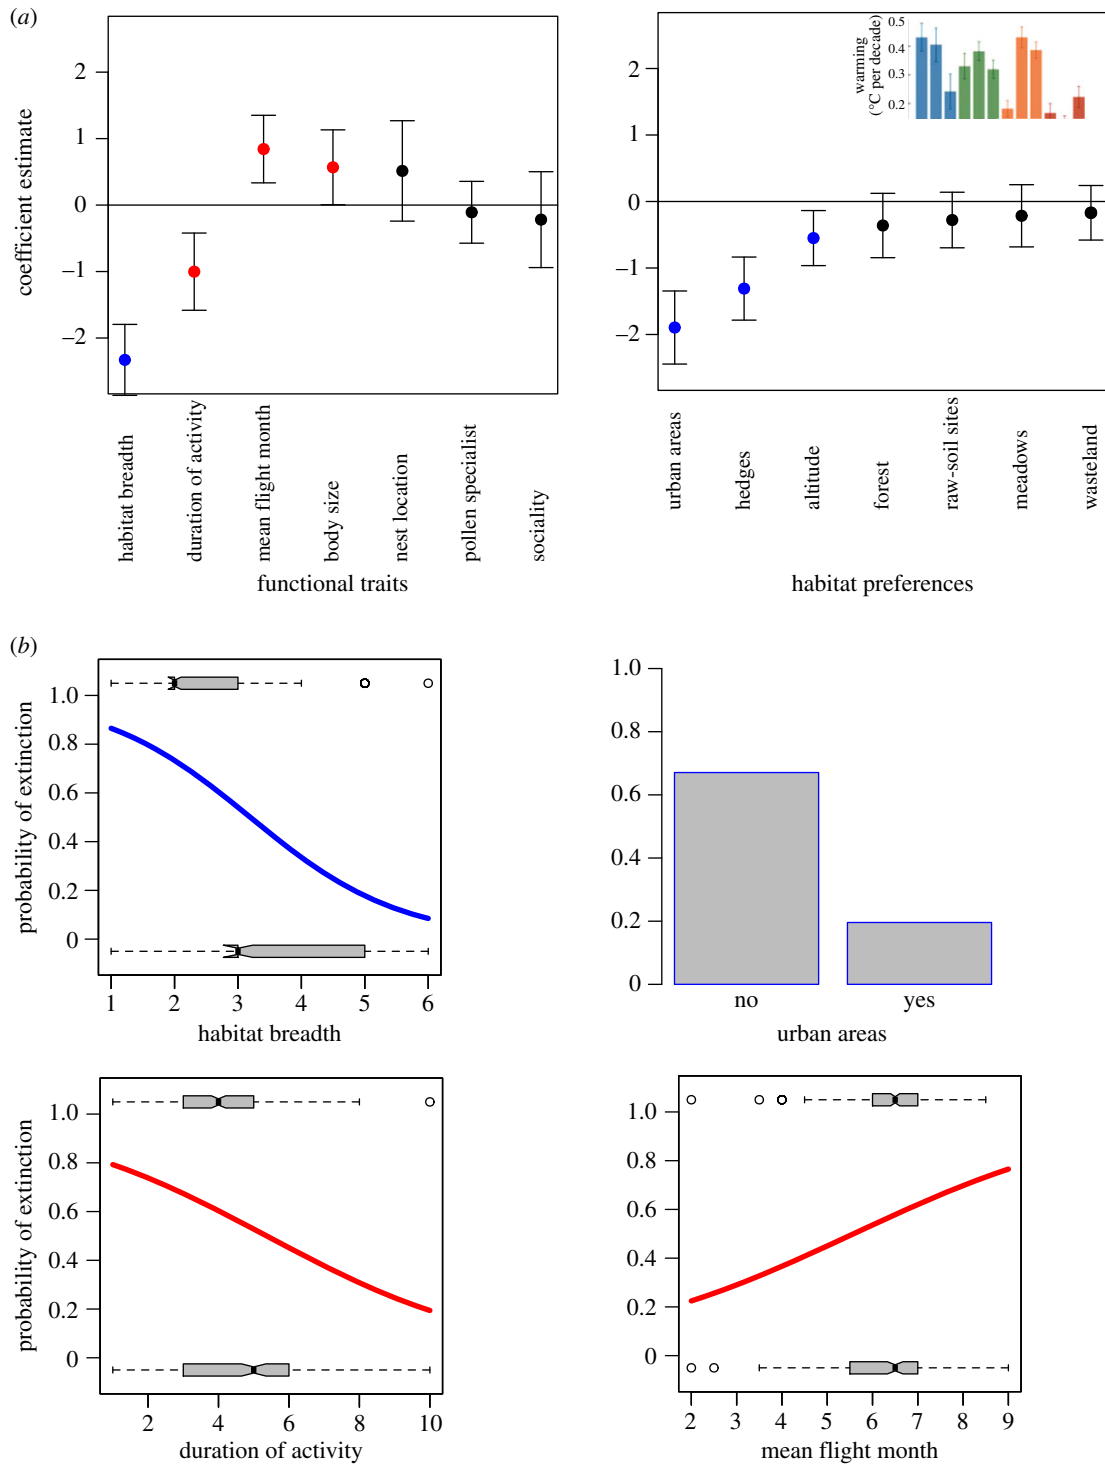 (a)
2
1
0
−1
−2
coefficient estimate
habitat breadth
duration of activity
mean flight month
body size
nest location
pollen specialist
sociality
functional traits
2
1
0
−1
−2
warming
(°C per decade)
0.5
0.4
0.3
0.2
urban areas
hedges
altitude
forest
raw-soil sites
meadows
wasteland
habitat preferences
(b)
probability of extinction
1.0
0.8
0.6
0.4
0.2
0
1 2 3 4 5 6
habitat breadth
1.0
0.8
0.6
0.4
0.2
0
no yes
urban areas
probability of extinction
1.0
0.8
0.6
0.4
0.2
0
2 4 6 8 10
duration of activity
1.0
0.8
0.6
0.4
0.2
0
2 3 4 5 6 7 8 9
mean flight month